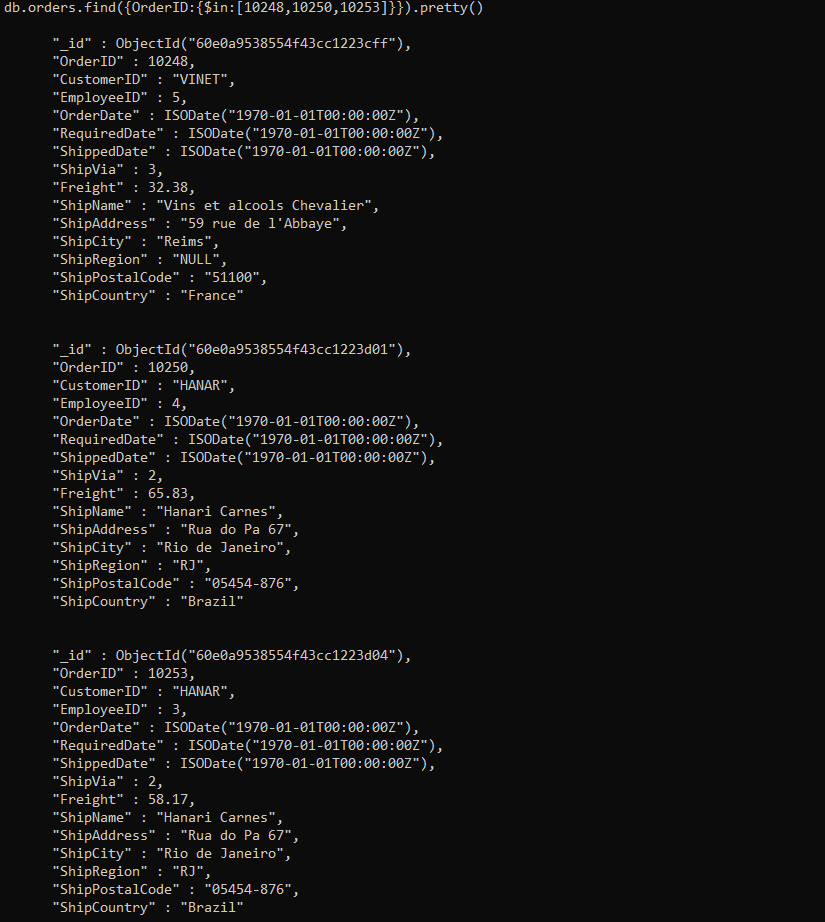 db.orders.find({OrderID:{$in:[10248,10250,10253]}}).pretty()
"_id" : ObjectId("60e0a9538554f43cc1223cff"),
"OrderID" : 10248,
"CustomerID" : "VINET",
"EmployeeID" : 5,
"OrderDate" : ISODate("1970-01-01T00:00:00Z"),
"RequiredDate" : ISODate("1970-01-01T00:00:00Z"),
"ShippedDate" : ISODate("1970-01-01T00:00:00Z"),
"ShipVia" : 3,
"Freight" : 32.38,
"ShipName" : "Vins et alcools Chevalier",
"ShipAddress" : "59 rue de l'Abbaye",
"ShipCity" : "Reims",
"ShipRegion" : "NULL",
"ShipPostalCode" : "51100",
"ShipCountry" : "France"
"_id" : ObjectId("60e0a9538554f43cc1223d01"),
"OrderID" : 10250,
"CustomerID" : "HANAR",
"EmployeeID" : 4,
"OrderDate" : ISODate("1970-01-01T00:00:00Z"),
"RequiredDate" : ISODate("1970-01-01T00:00:00Z"),
"ShippedDate" : ISODate("1970-01-01T00:00:00Z"),
"ShipVia" : 2,
"Freight" : 65.83,
"ShipName" : "Hanari Carnes",
"ShipAddress" : "Rua do Pa 67",
"ShipCity" : "Rio de Janeiro",
"ShipRegion" : "RJ",
"ShipPostalCode" : "05454-876",
"ShipCountry" : "Brazil"
"_id" : ObjectId("60e0a9538554f43cc1223d04"),
"OrderID" : 10253,
"CustomerID" : "HANAR",
"EmployeeID" : 3,
"OrderDate" : ISODate("1970-01-01T00:00:00Z"),
"RequiredDate" : ISODate("1970-01-01T00:00:00Z"),
"ShippedDate" : ISODate("1970-01-01T00:00:00Z"),
"ShipVia" : 2,
"Freight" : 58.17,
"ShipName" : "Hanari Carnes",
"ShipAddress" : "Rua do Pa 67",
"ShipCity" : "Rio de Janeiro",
"ShipRegion" : "RJ",
"ShipPostalCode" : "05454-876",
"ShipCountry" : "Brazil"